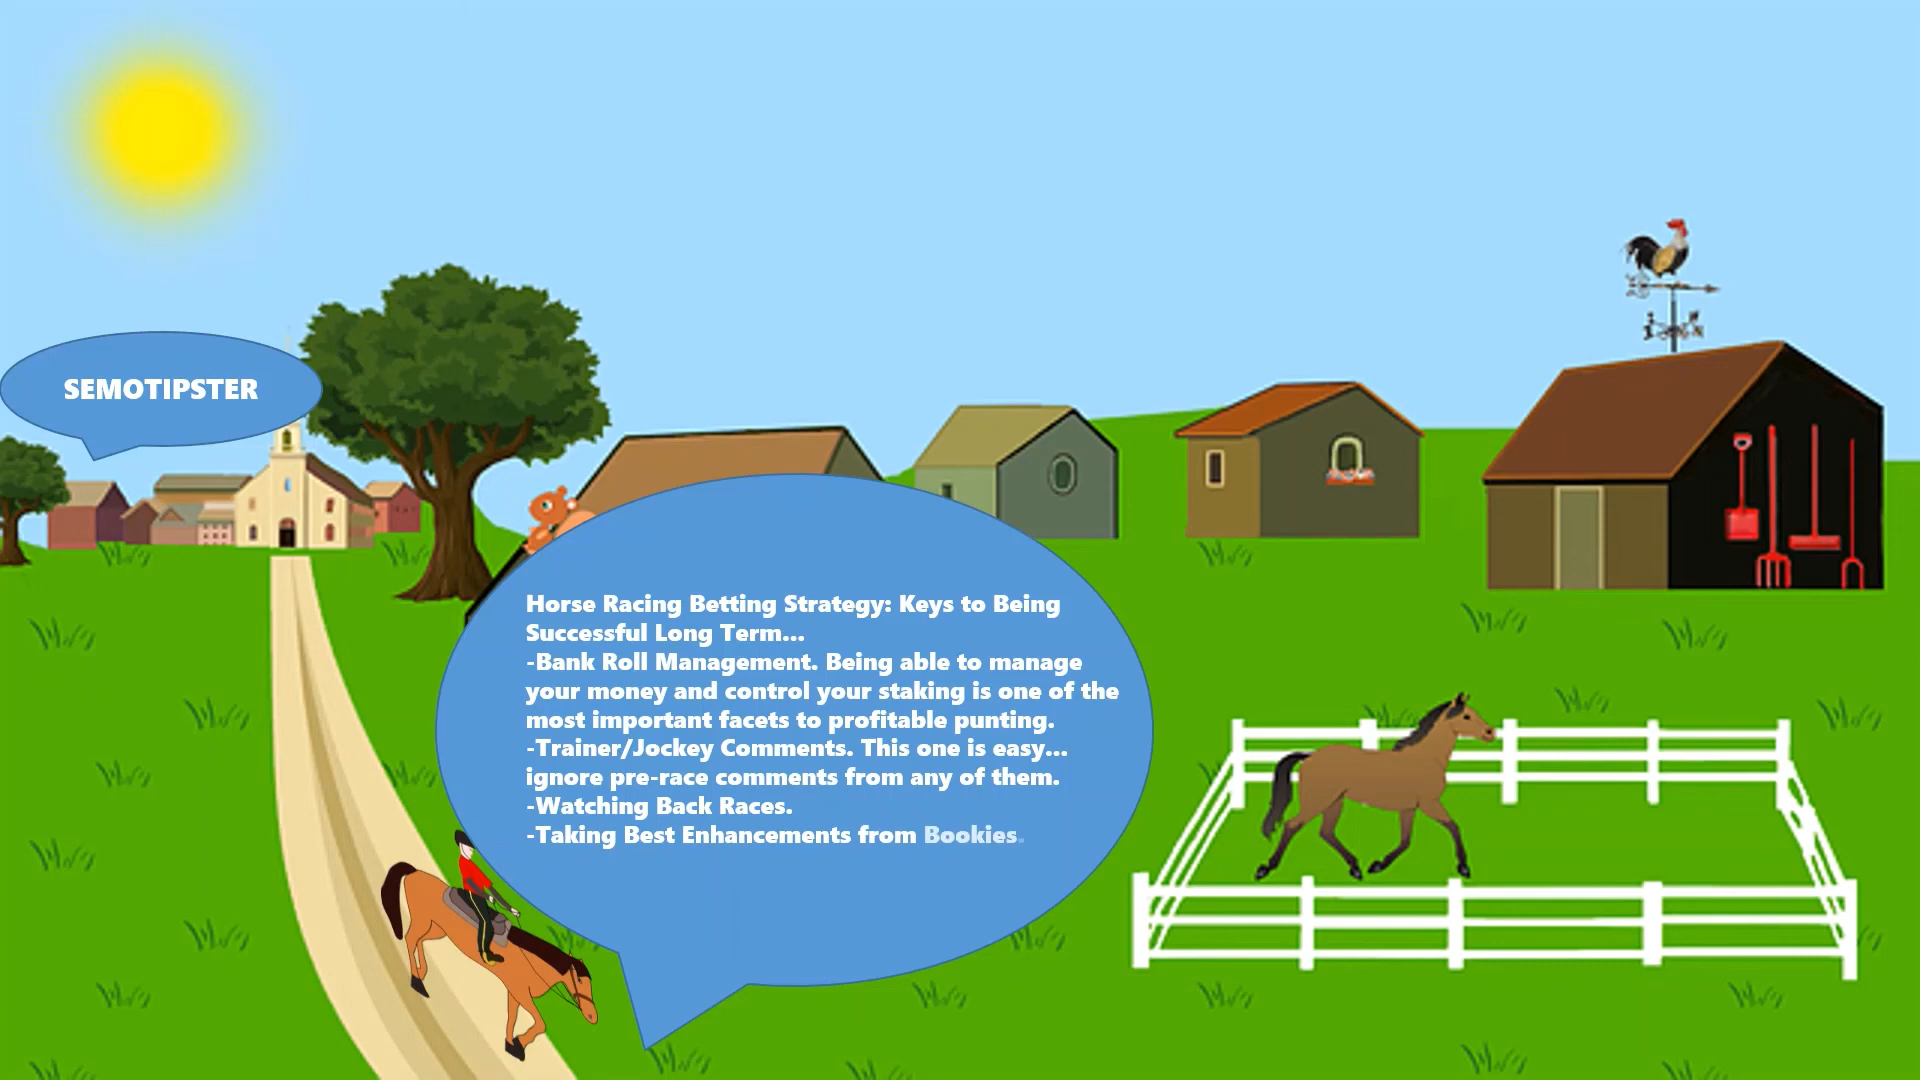 SEMOTIPSTER
Horse Racing Betting Strategy: Keys to Being
Successful Long Term...
-Bank Roll Management. Being able to manage
your money and control your staking is one of the
most important facets to profitable punting.
-Trainer/Jockey Comments. This one is easy...
ignore pre-race comments from any of them.
-Watching Back Races.
-Taking Best Enhancements from Bookies.